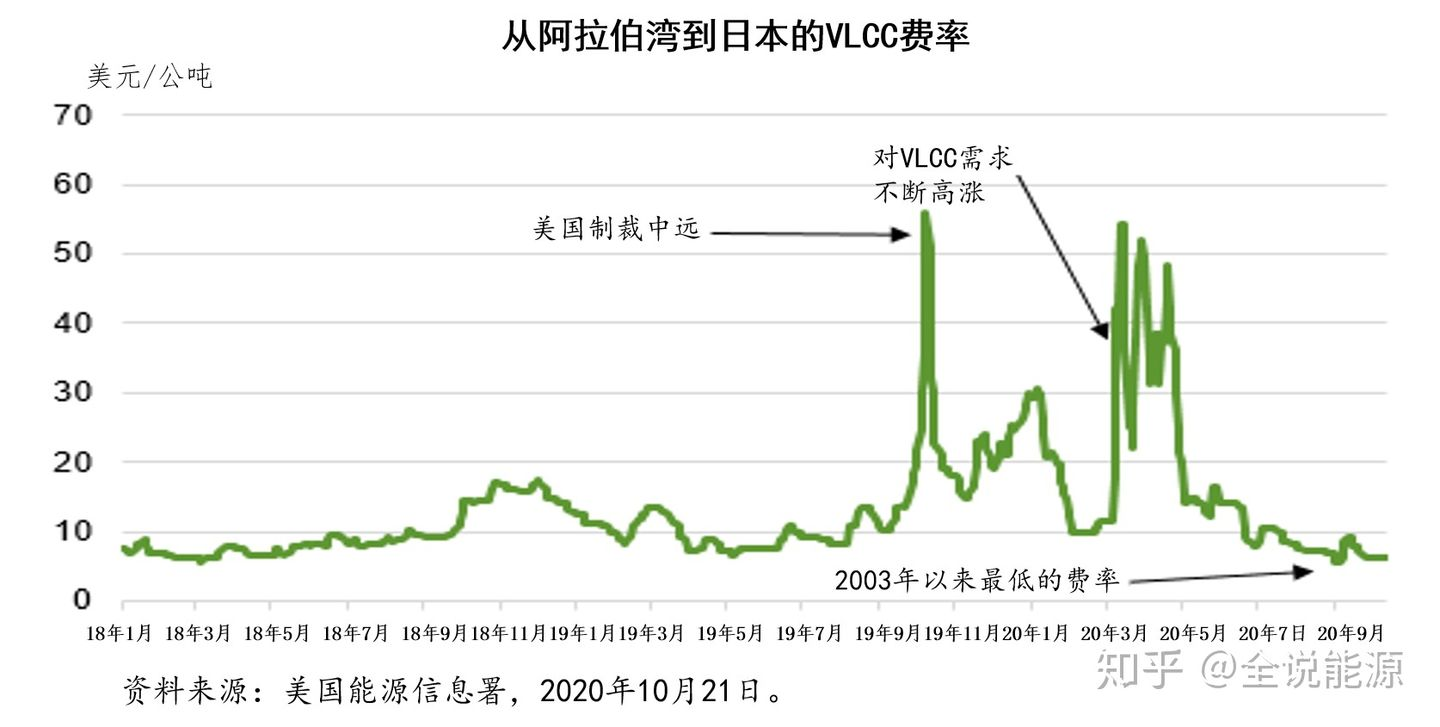 从阿拉伯湾到日本的VLCC费率
美元/公吨
70
60
50
40
30
20
10
0
对VLCC需求
不断高涨
美国制裁中远
2003年以来最低的费率
18年1月 18年3月 18年5月 18年7月 18年9月 18年11月 19年1月 19年3月 19年5月 19年7月 19年9月 19年11月 20年1月 20年3月 20年5月 20年7日 20年9月
知乎 @全说能源
资料来源：美国能源信息署，2020年10月21日。